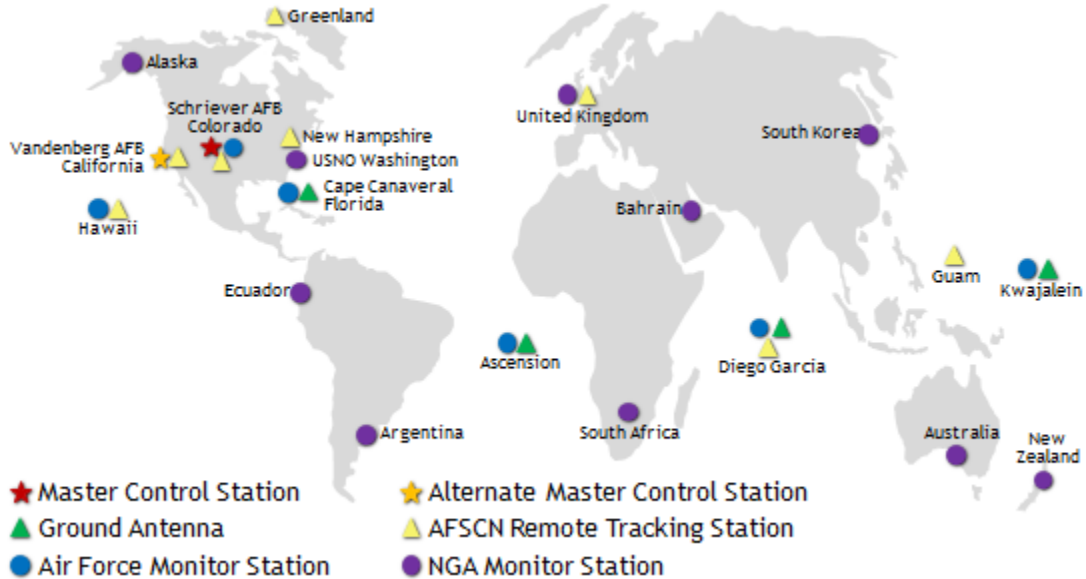 Greenland
Alaska
Schriever AFB
Colorado
New Hampshire
Vandenberg AFB
California
USNO Washington
Cape Canaveral
Florida
Hawaii
United Kingdom
South Korea
Bahrain
Guam
Kwajalein
Ecuador
Ascension
Diego Garcia
Argentina
South Africa
Australia
New
Zealand
Master Control Station
Alternate Master Control Station
Ground Antenna
AFSCN Remote Tracking Station
Air Force Monitor Station
NGA Monitor Station